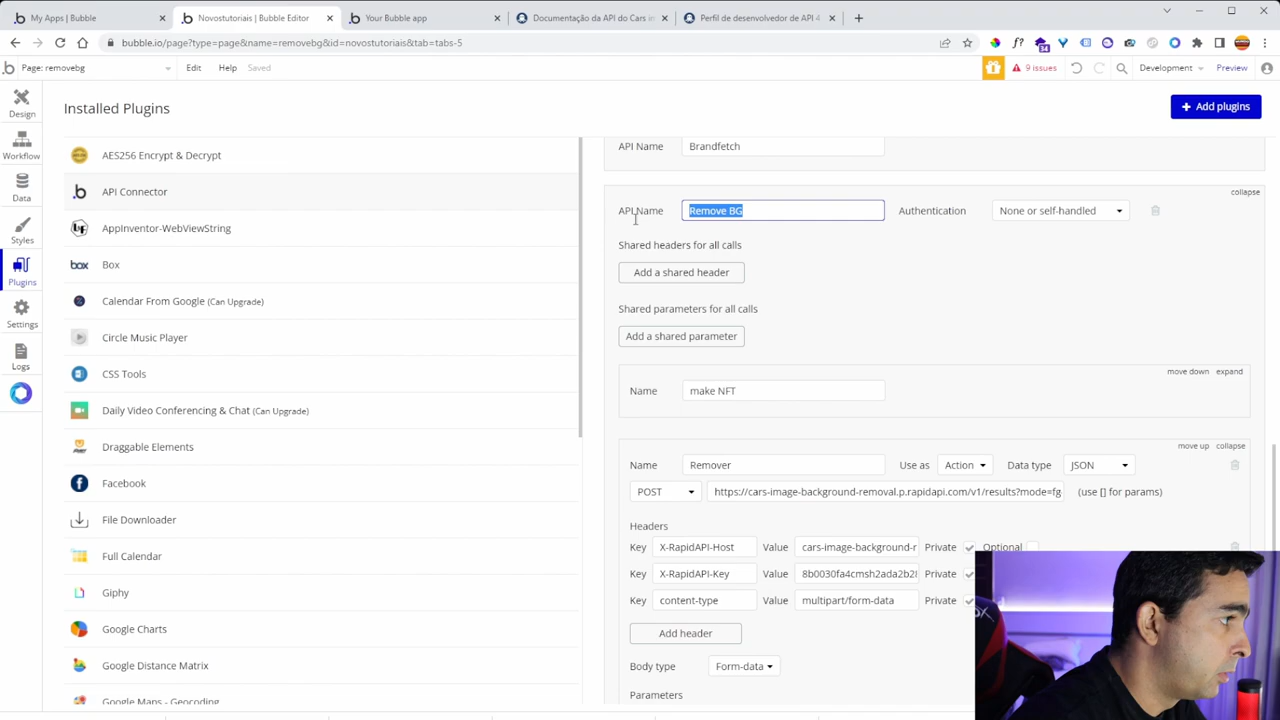 My Apps | Bubble
Novostutoriais | Bubble Editor
Your Bubble app
Documentação da API do Cars i
Perfil de desenvolvedor de API 4
bubble.io/page?type=page&name=removebg&id=novostutoriais&tab=tabs-5
34
Page: removebg
Edit
Help
Saved
9 issues
Development
Preview
Design
Workflow
Data
Styles
Plugins
Settings
Logs
Installed Plugins
Add plugins
AES256 Encrypt & Decrypt
API Connector
AppInventor-WebViewString
Box
Calendar From Google (Can Upgrade)
Circle Music Player
CSS Tools
Daily Video Conferencing & Chat (Can Upgrade)
Draggable Elements
Facebook
File Downloader
Full Calendar
Giphy
Google Charts
Google Distance Matrix
Google Maps - Geocoding
API Name Brandfetch
collapse
API Name Remove BG Authentication None or self-handled
Shared headers for all calls
Add a shared header
Shared parameters for all calls
Add a shared parameter
move down expand
Name make NFT
move up collapse
Name Remover Use as Action Data type JSON
POST https://cars-image-background-removal.p.rapidapi.com/v1/results?mode=fg (use [] for params)
Headers
Key X-RapidAPI-Host Value cars-image-background-r Private Optional
Key X-RapidAPI-Key Value 8b0030fa4cmsh2ada2b2 Private
Key content-type Value multipart/form-data Private
Add header
Body type Form-data
Parameters